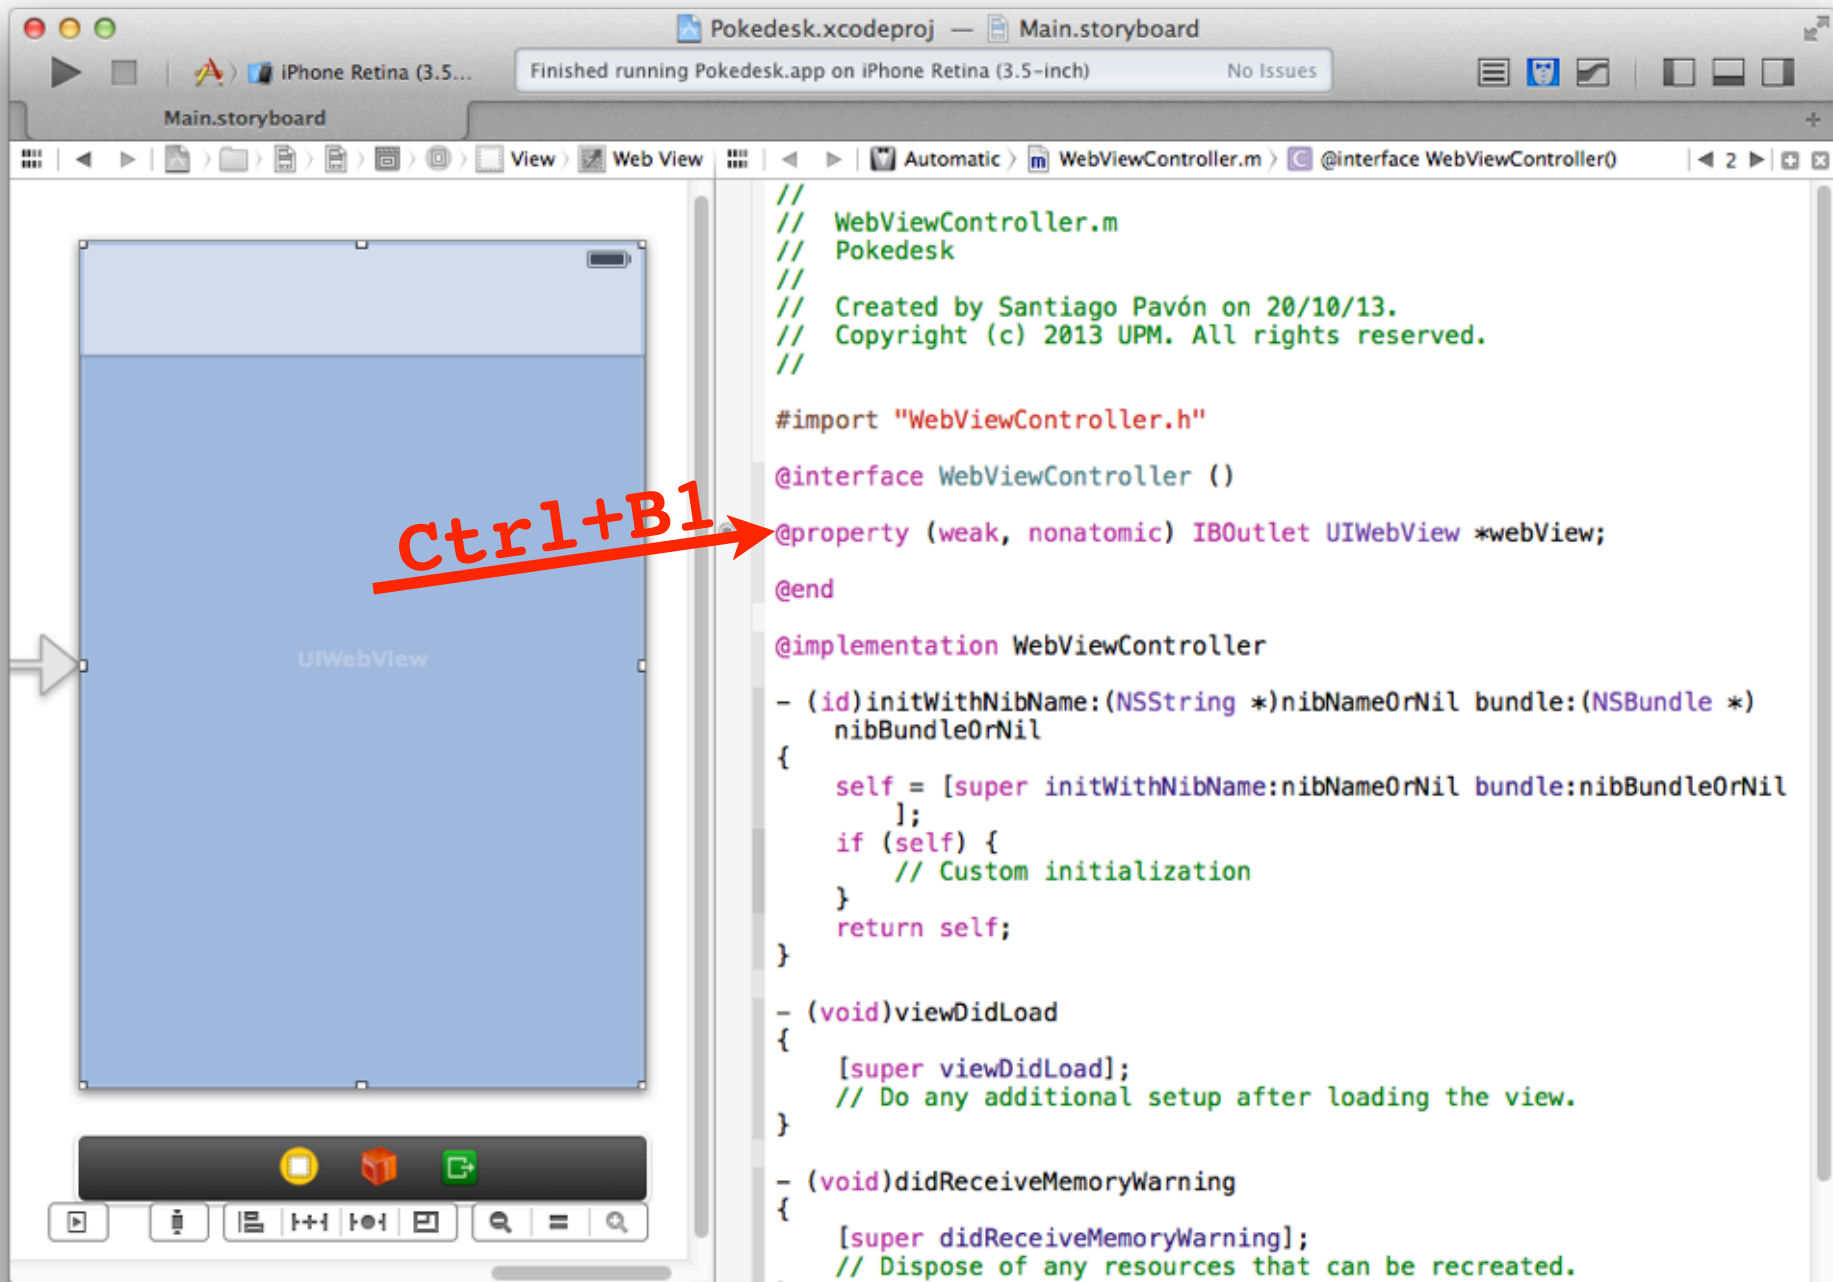 Pokedesk.xcodeproj — Main.storyboard
iPhone Retina (3.5...
Finished running Pokedesk.app on iPhone Retina (3.5-inch) No Issues
Main.storyboard
View Web View
Automatic m WebViewController.m C @interface WebViewController() 2
//
// WebViewController.m
// Pokedesk
//
// Created by Santiago Pavón on 20/10/13.
// Copyright (c) 2013 UPM. All rights reserved.
//
#import "WebViewController.h"
@interface WebViewController ()
Ctrl+B1
@property (weak, nonatomic) IBOutlet UIWebView *webView;
@end
@implementation WebViewController
UIWebView
- (id)initWithNibName:(NSString *)nibNameOrNil bundle:(NSBundle *)
nibBundleOrNil
{
self = [super initWithNibName:nibNameOrNil bundle:nibBundleOrNil
];
if (self) {
// Custom initialization
}
return self;
}
- (void)viewDidLoad
{
[super viewDidLoad];
// Do any additional setup after loading the view.
}
- (void)didReceiveMemoryWarning
{
[super didReceiveMemoryWarning];
// Dispose of any resources that can be recreated.